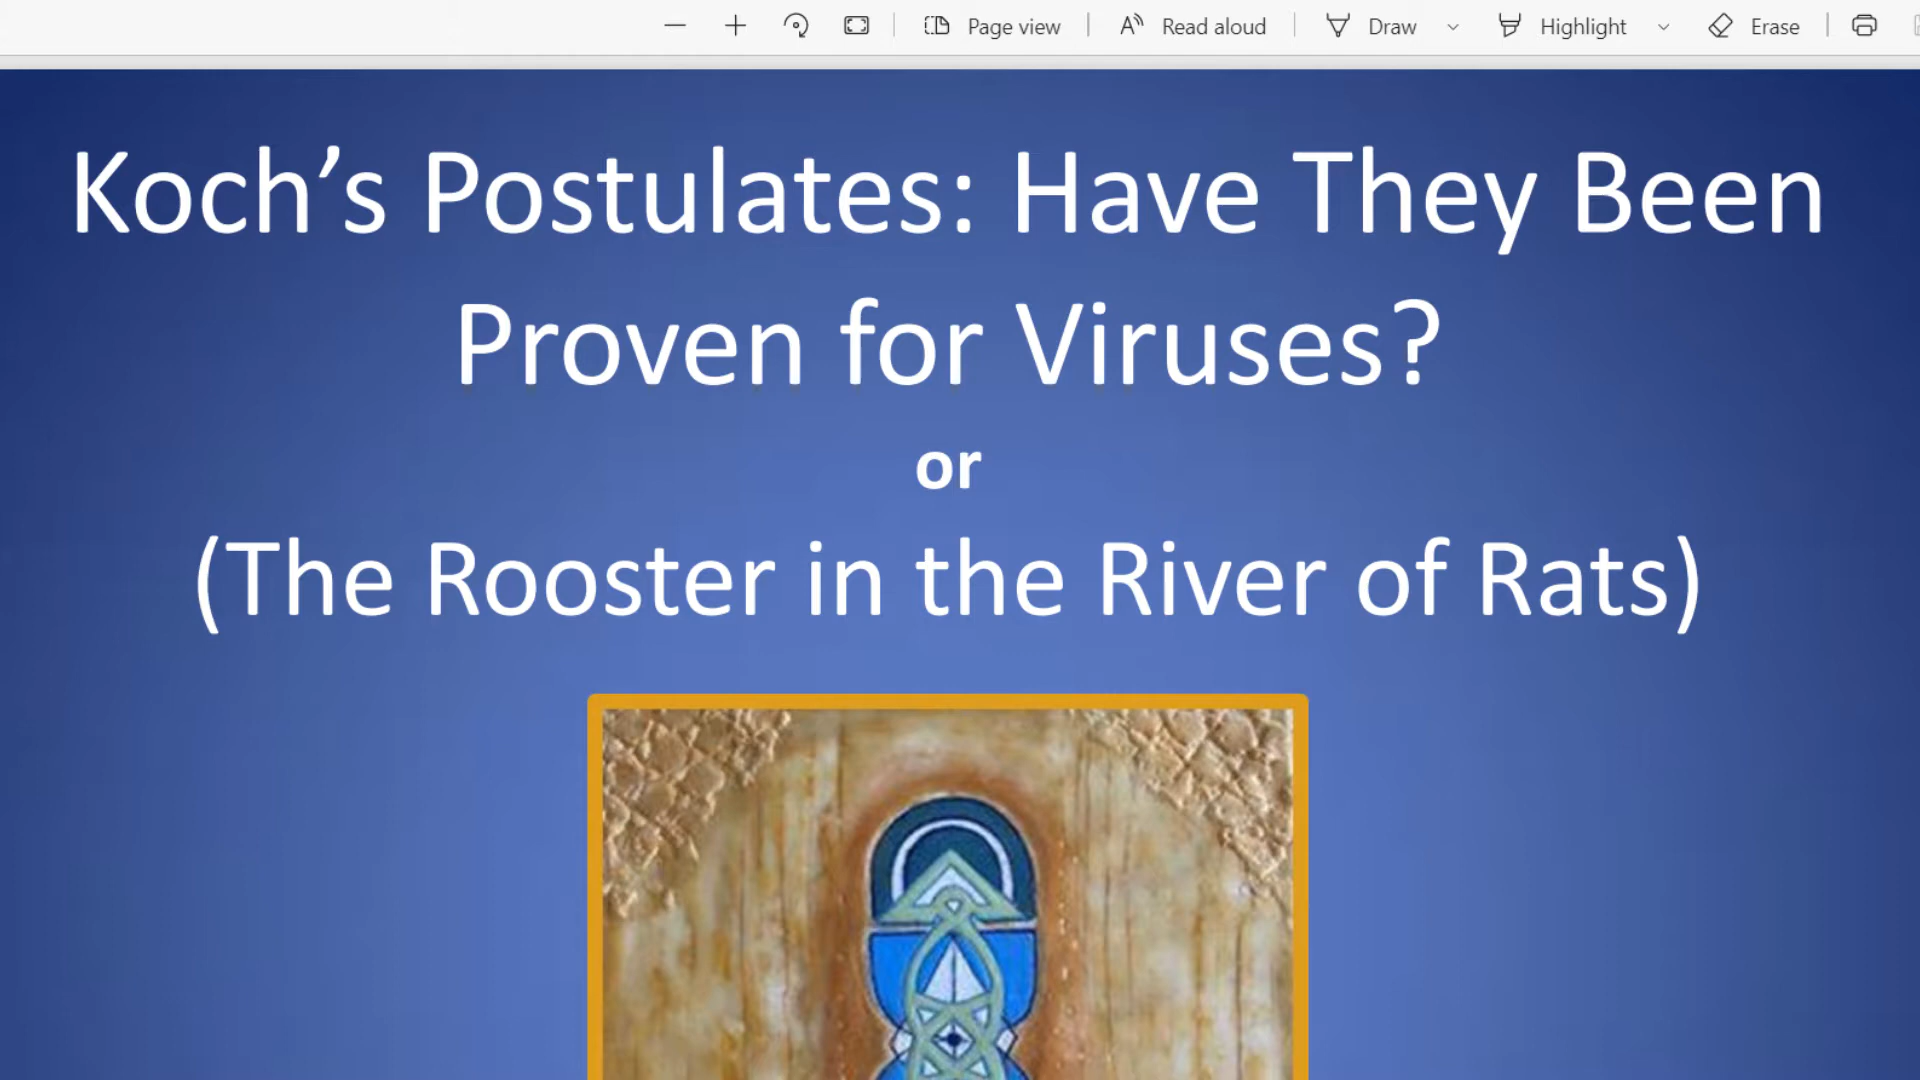 Page view
Read aloud
Draw
Highlight
Erase
Koch’s Postulates: Have They Been
Proven for Viruses?
or
(The Rooster in the River of Rats)